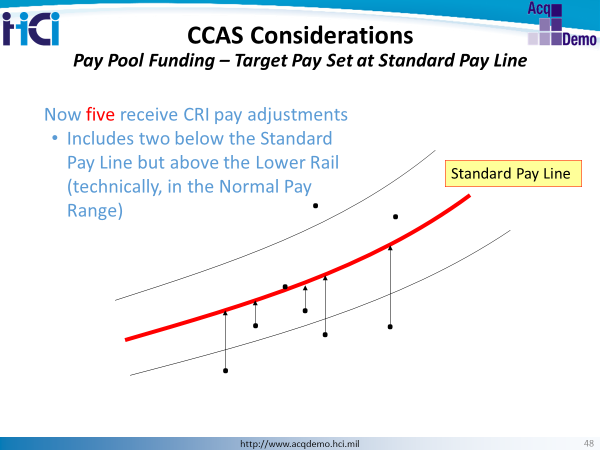 HCi
Acq
Demo
CCAS Considerations
Pay Pool Funding – Target Pay Set at Standard Pay Line
Now five receive CRI pay adjustments
• Includes two below the Standard
Pay Line but above the Lower Rail
(technically, in the Normal Pay
Range)
Standard Pay Line
http://www.acqdemo.hci.mil
48